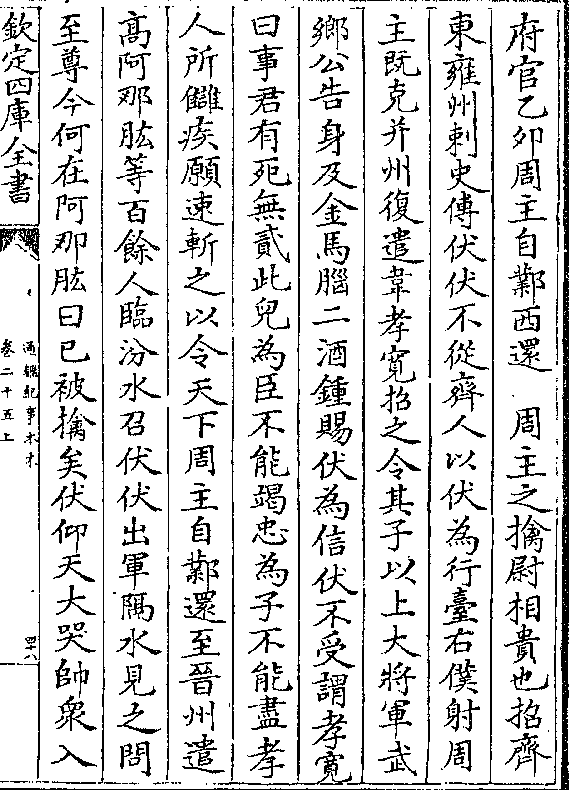 府官乙夘周主自鄴西還　周主之擒尉相貴也招齊
東雍州刺史傅伏伏不從齊人以伏為行臺右僕射周
主既克并州復遣韋孝寛招之令其子以上大將軍武
鄉公告身及金馬腦二酒鍾賜伏為信伏不受謂孝寛
曰事君有死無貳此兒為臣不能竭忠為子不能盡孝
人所讎疾願速斬之以令天下周主自鄴還至晉州遣
高阿那肱等百餘人臨汾水召伏伏出軍隔水見之問
至尊今何在阿那肱曰已被擒矣伏仰天大哭帥衆入
欽定四庫全書
通鑑紀事本末
卷二十五上
四八